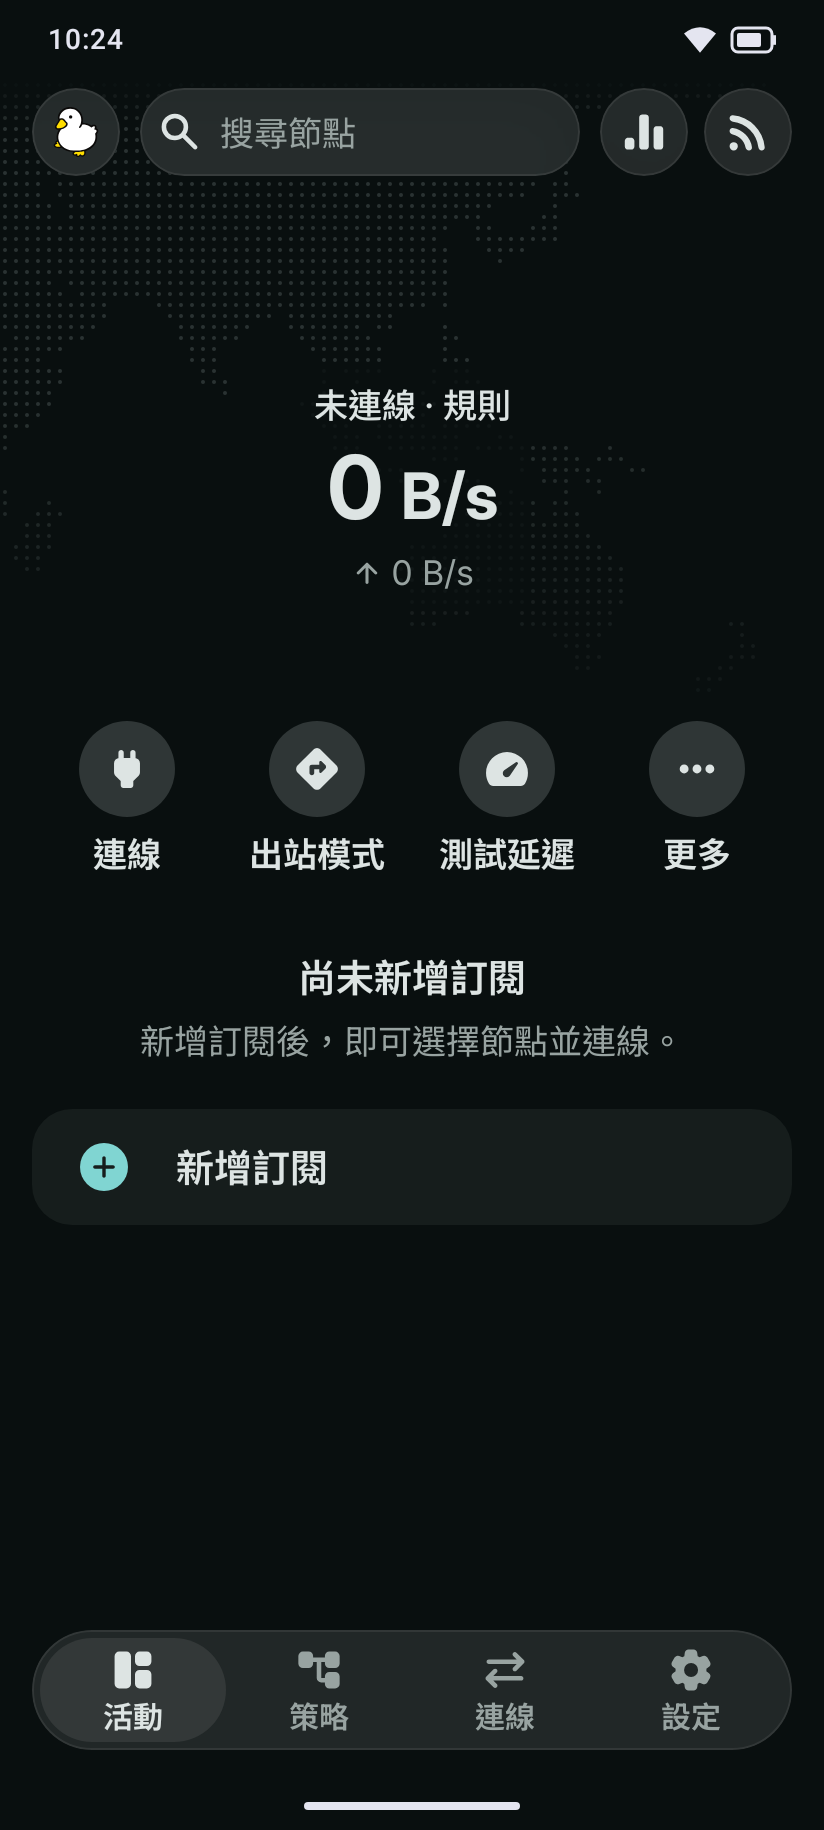 10:24
搜尋節點
未連線 · 規則
0 B/s
↑ 0 B/s
連線
出站模式
測試延遲
更多
尚未新增訂閱
新增訂閱後，即可選擇節點並連線。
新增訂閱
活動
策略
連線
設定